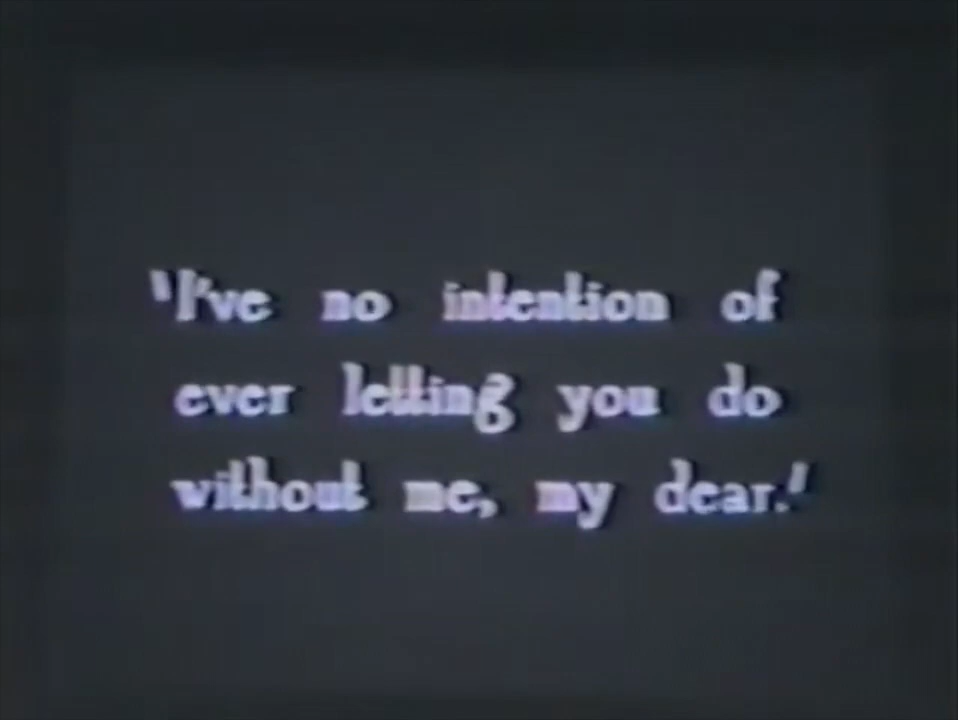 "I've no intention of
ever letting you do
without me, my dear."